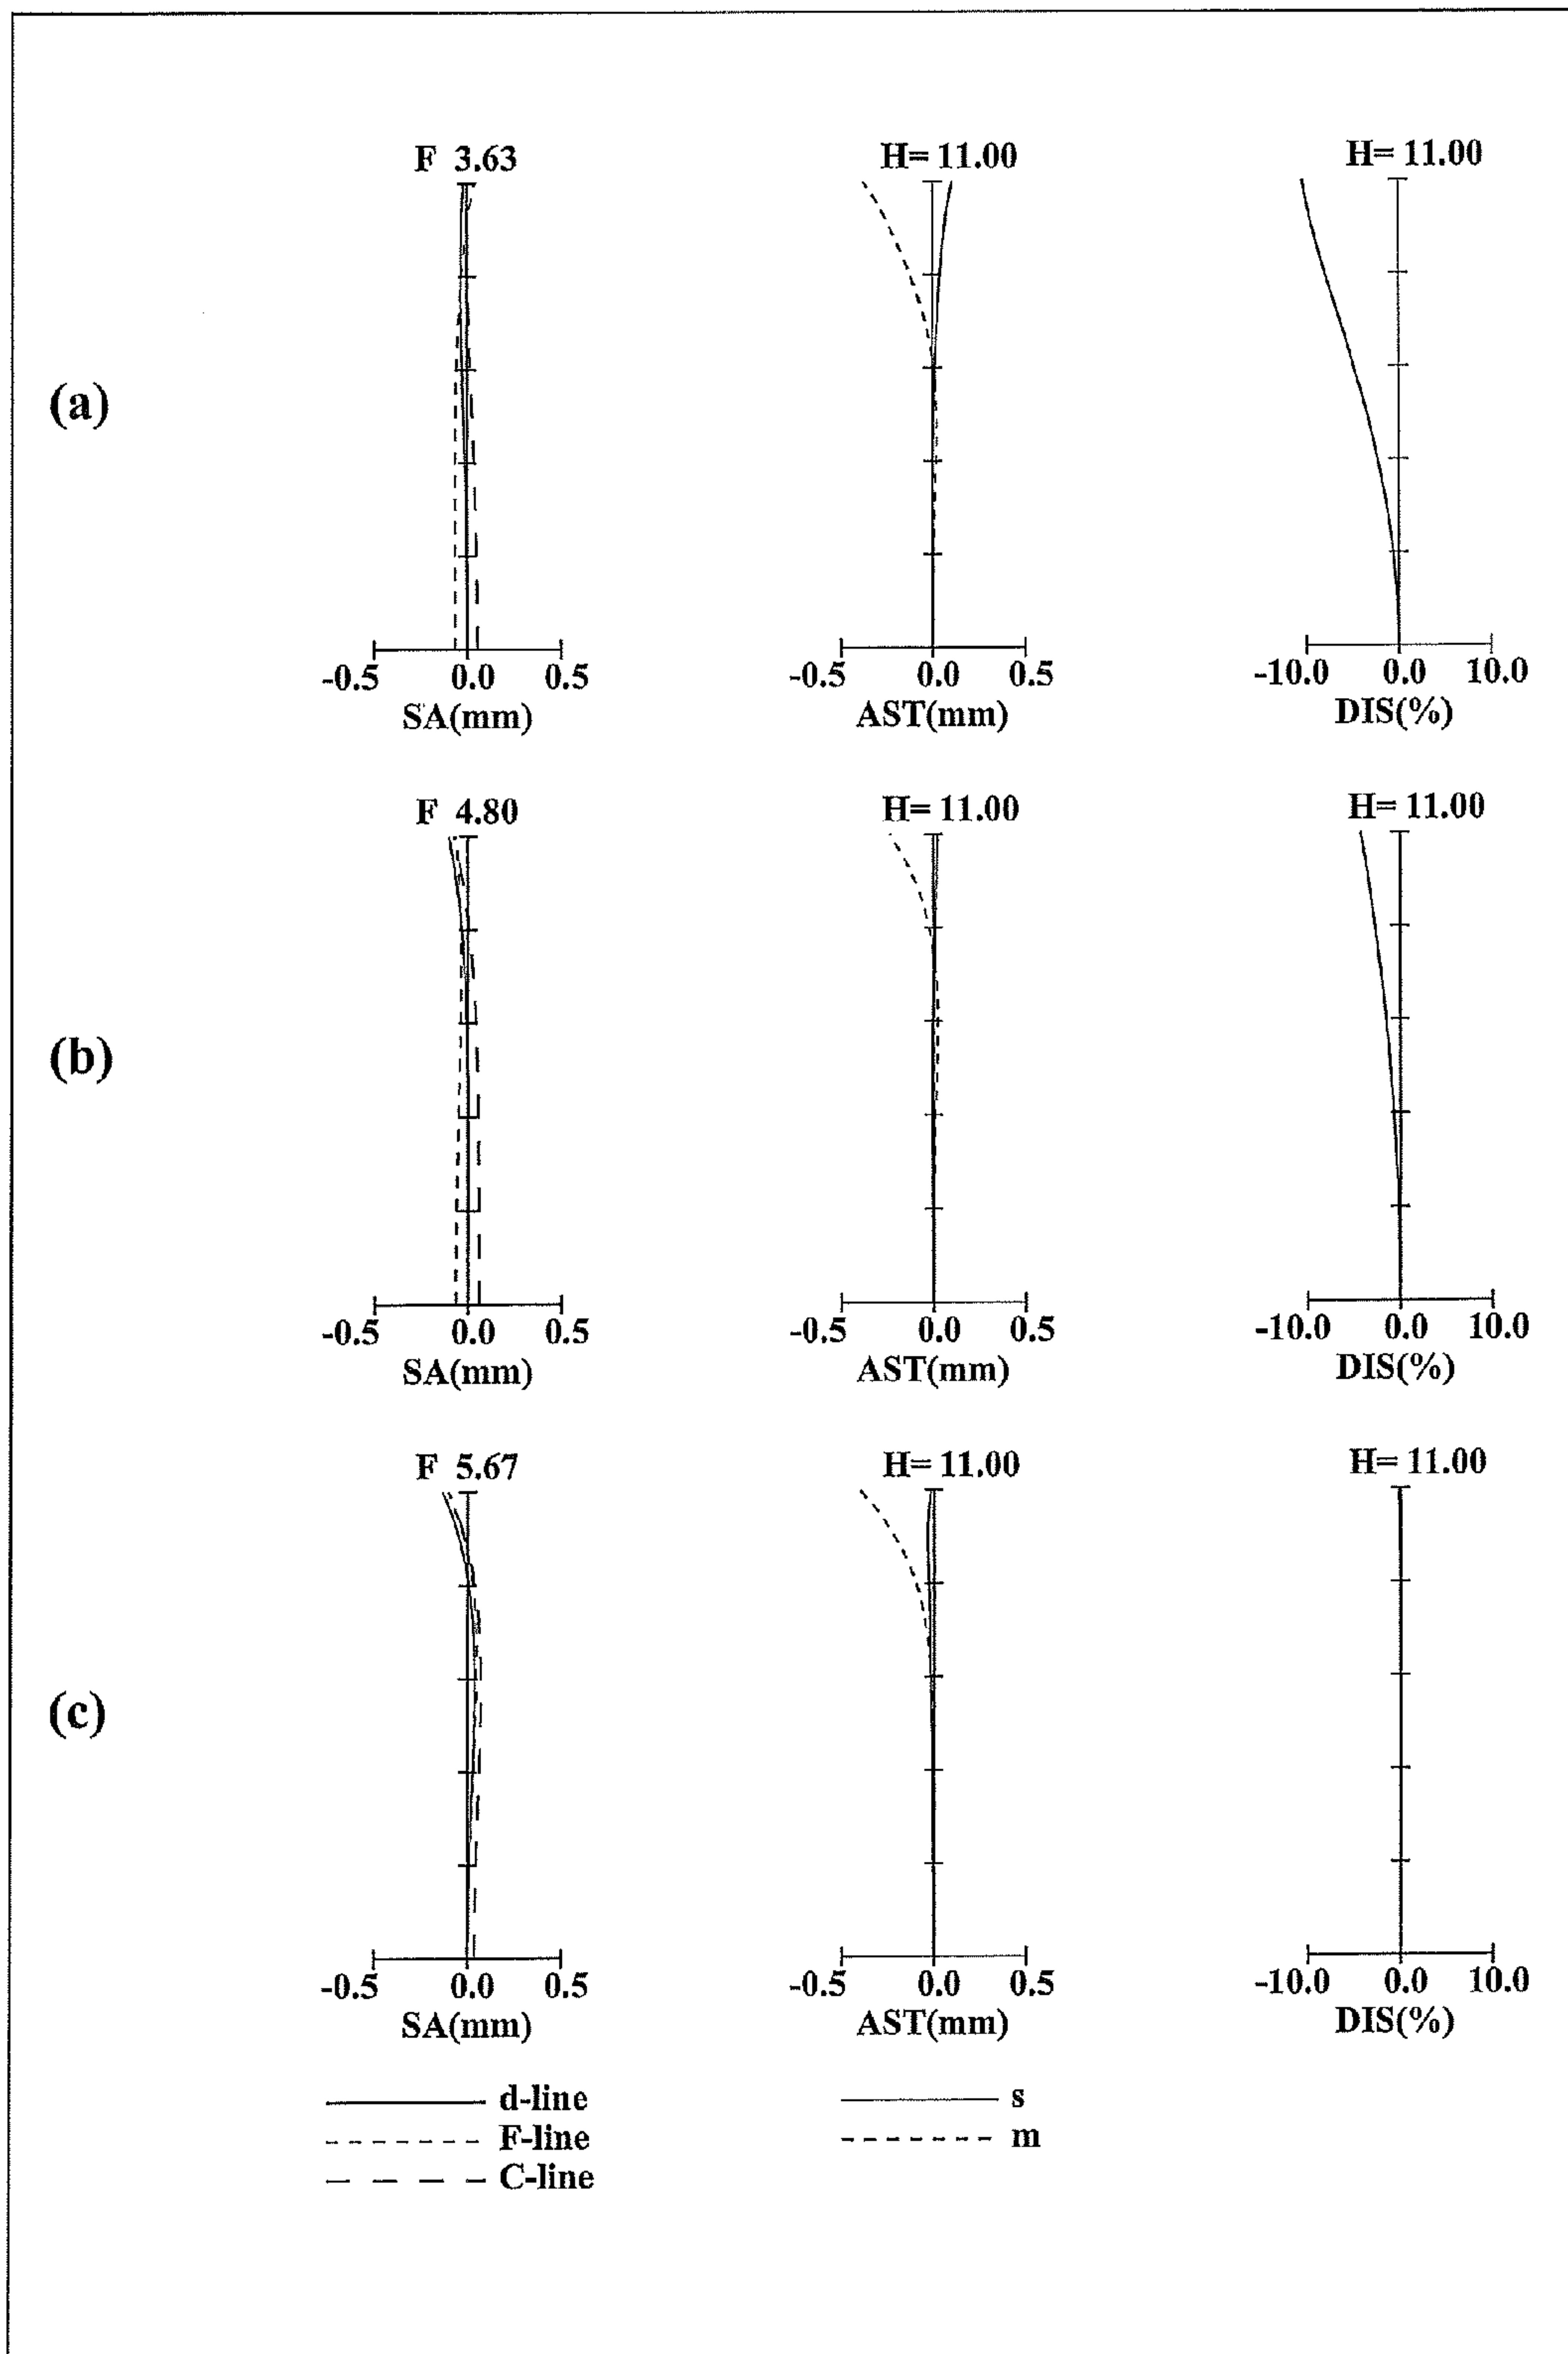 F 3.63 H= 11.00 H= 11.00
(a)
-0.5 0.0 0.5 -0.5 0.0 0.5 -10.0 0.0 10.0
SA(mm) AST(mm) DIS(%)
F 4.80 H= 11.00 H= 11.00
(b)
-0.5 0.0 0.5 -0.5 0.0 0.5 -10.0 0.0 10.0
SA(mm) AST(mm) DIS(%)
F 5.67 H= 11.00 H= 11.00
(c)
-0.5 0.0 0.5 -0.5 0.0 0.5 -10.0 0.0 10.0
SA(mm) AST(mm) DIS(%)
d-line s
F-line m
C-line